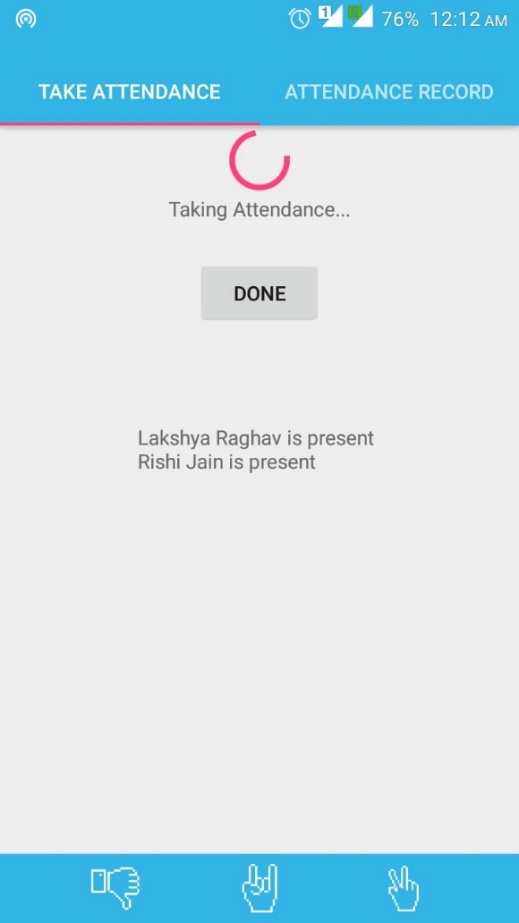 1 76% 12:12 AM
TAKE ATTENDANCE ATTENDANCE RECORD
Taking Attendance...
DONE
Lakshya Raghav is present
Rishi Jain is present